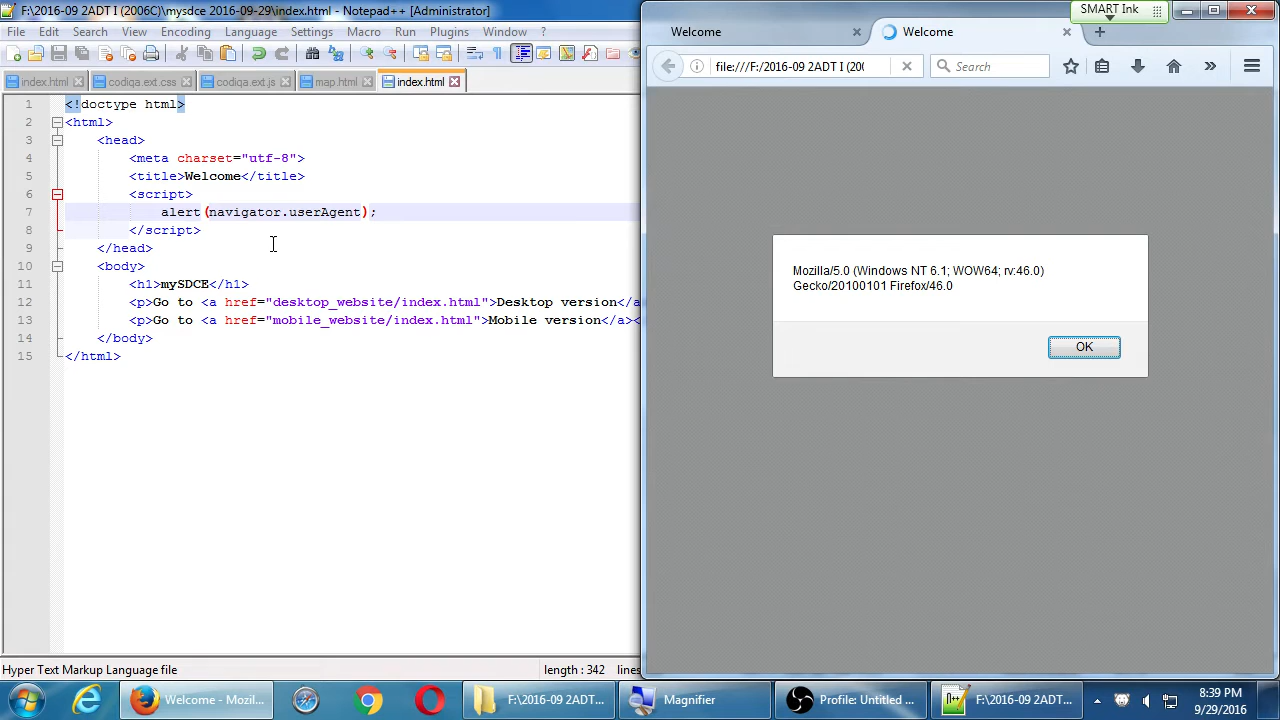 F:\2016-09 2ADT I (2006C)\mysdce 2016-09-29\index.html - Notepad++ [Administrator]
File Edit Search View Encoding Language Settings Macro Run Plugins Window ?
index.html codiqa.ext.css codiqa.ext.js map.html index.html
1 <!doctype html>
2 <html>
3 <head>
4 <meta charset="utf-8">
5 <title>Welcome</title>
6 <script>
7 alert(navigator.userAgent);
8 </script>
9 </head>
10 <body>
11 <h1>mySDCE</h1>
12 <p>Go to <a href="desktop_website/index.html">Desktop version</a
13 <p>Go to <a href="mobile_website/index.html">Mobile version</a><
14 </body>
15 </html>
Hyper Text Markup Language file length : 342 lines
SMART Ink
Welcome Welcome
file:///F:/2016-09 2ADT I (200 Search
Mozilla/5.0 (Windows NT 6.1; WOW64; rv:46.0)
Gecko/20100101 Firefox/46.0
OK
Welcome - Mozil... F:\2016-09 2ADT... Magnifier Profile: Untitled ... F:\2016-09 2ADT... 8:39 PM
9/29/2016